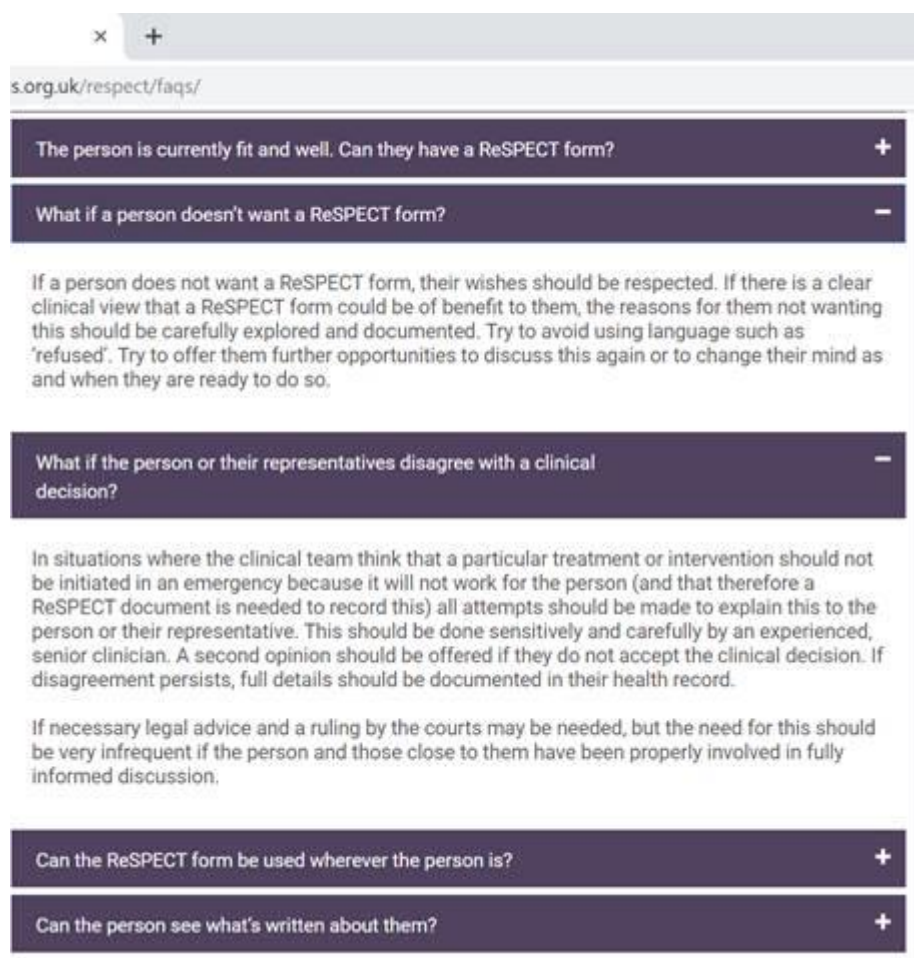 s.org.uk/respect/faqs/
The person is currently fit and well. Can they have a ReSPECT form?
What if a person doesn't want a ReSPECT form?
If a person does not want a ReSPECT form, their wishes should be respected. If there is a clear
clinical view that a ReSPECT form could be of benefit to them, the reasons for them not wanting
this should be carefully explored and documented. Try to avoid using language such as
'refused'. Try to offer them further opportunities to discuss this again or to change their mind as
and when they are ready to do so.
What if the person or their representatives disagree with a clinical
decision?
In situations where the clinical team think that a particular treatment or intervention should not
be initiated in an emergency because it will not work for the person (and that therefore a
ReSPECT document is needed to record this) all attempts should be made to explain this to the
person or their representative. This should be done sensitively and carefully by an experienced,
senior clinician. A second opinion should be offered if they do not accept the clinical decision. If
disagreement persists, full details should be documented in their health record.
If necessary legal advice and a ruling by the courts may be needed, but the need for this should
be very infrequent if the person and those close to them have been properly involved in fully
informed discussion.
Can the ReSPECT form be used wherever the person is?
Can the person see what's written about them?